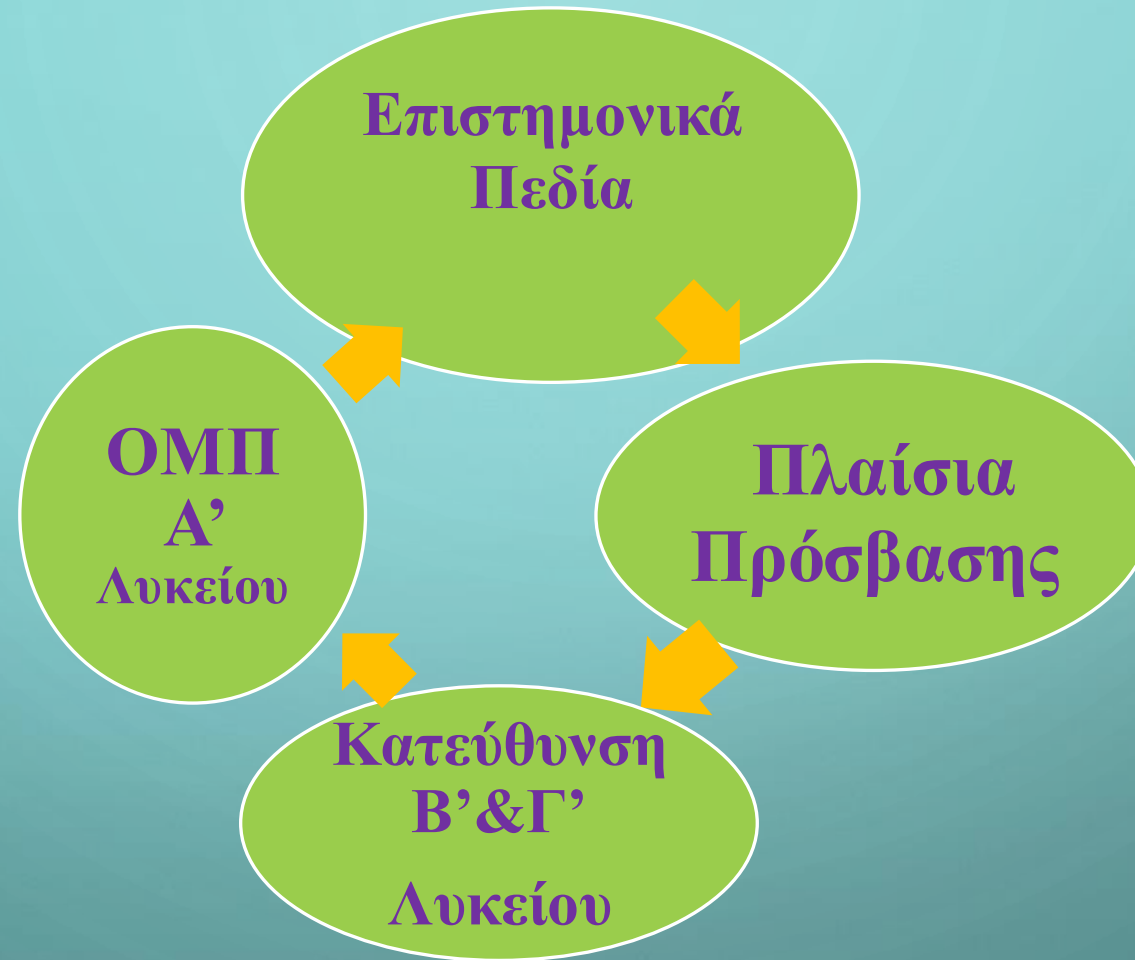 Επιστημονικά
Πεδία
Πλαίσια
Πρόσβασης
Κατεύθυνση
Β’&Γ’
Λυκείου
ΟΜΠ
Α’
Λυκείου